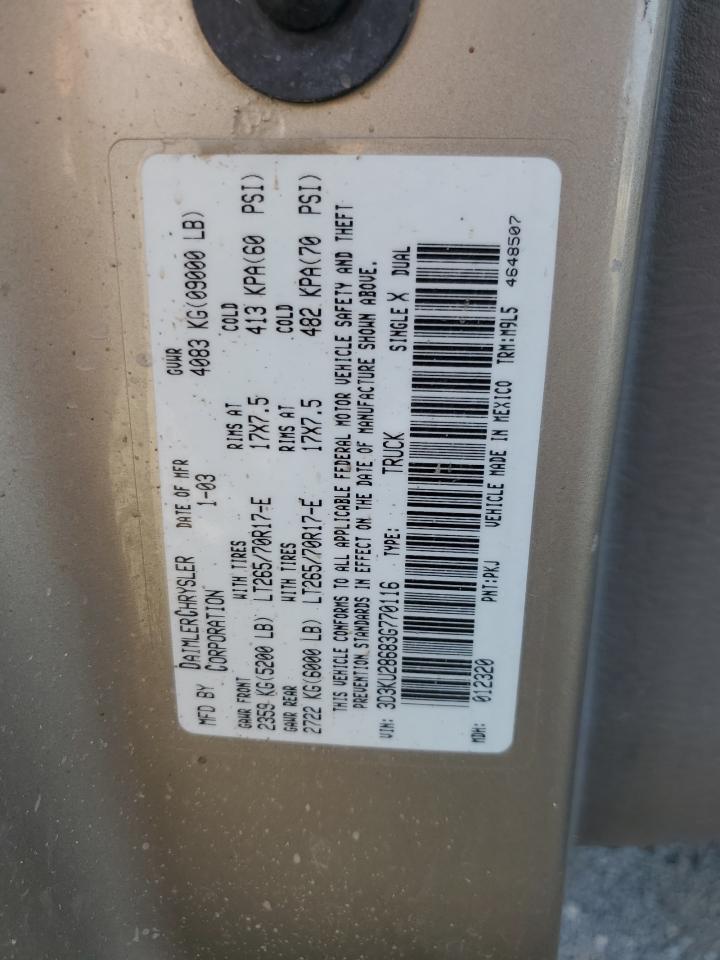 MFD BY DAIMLERCHRYSLER CORPORATION
DATE OF MFR 1-03
GVWR 4083 KG(09000 LB)
GAWR FRONT WITH TIRES RIMS AT COLD
2359 KG(5200 LB) LT265/70R17-E 17X7.5 413 KPA(60 PSI)
GAWR REAR WITH TIRES RIMS AT COLD
2722 KG(6000 LB) LT265/70R17-E 17X7.5 482 KPA(70 PSI)
THIS VEHICLE CONFORMS TO ALL APPLICABLE FEDERAL MOTOR VEHICLE SAFETY AND THEFT
PREVENTION STANDARDS IN EFFECT ON THE DATE OF MANUFACTURE SHOWN ABOVE.
VIN: 3D3KU28683G770116 TYPE: TRUCK SINGLE X DUAL
MDH: 012320 PNT:PKJ VEHICLE MADE IN MEXICO TRM:M9L5
4648507